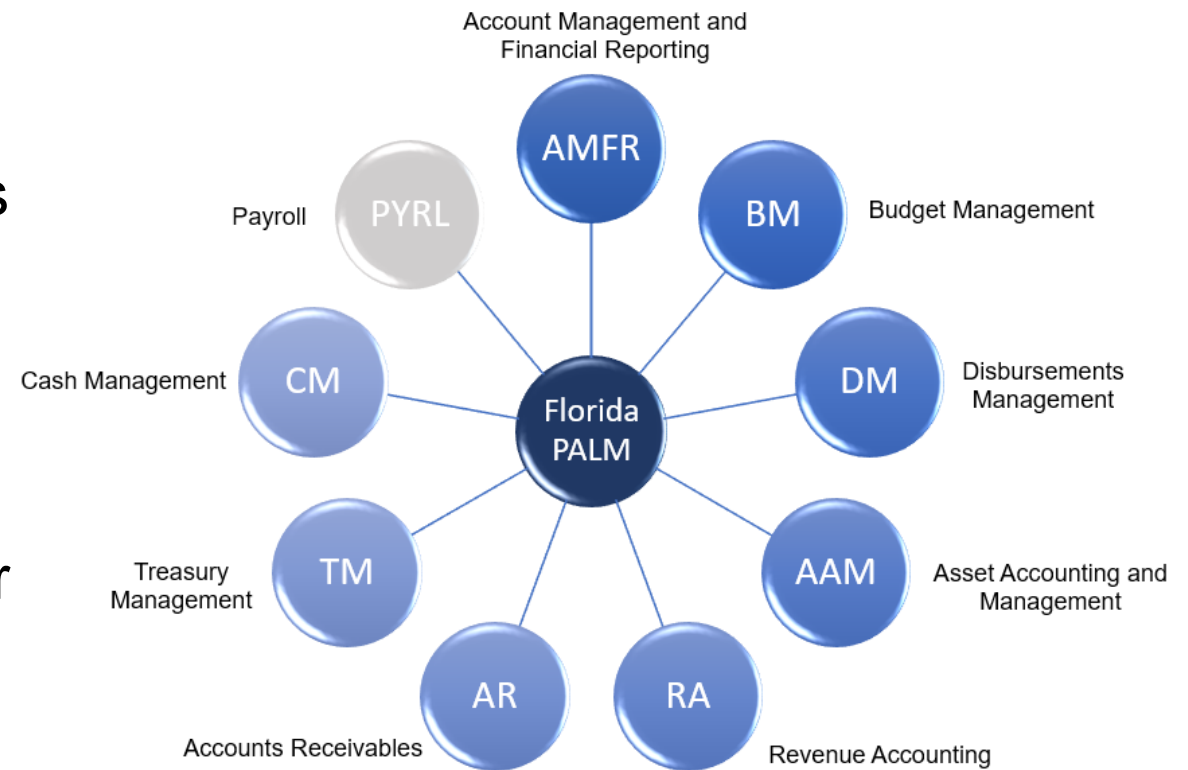 Account Management and
Financial Reporting
AMFR
BM
Budget Management
DM
Disbursements
Management
AAM
Asset Accounting and
Management
RA
Revenue Accounting
AR
Accounts Receivables
TM
Treasury
Management
CM
Cash Management
PYRL
Payroll
Florida
PALM
s
r